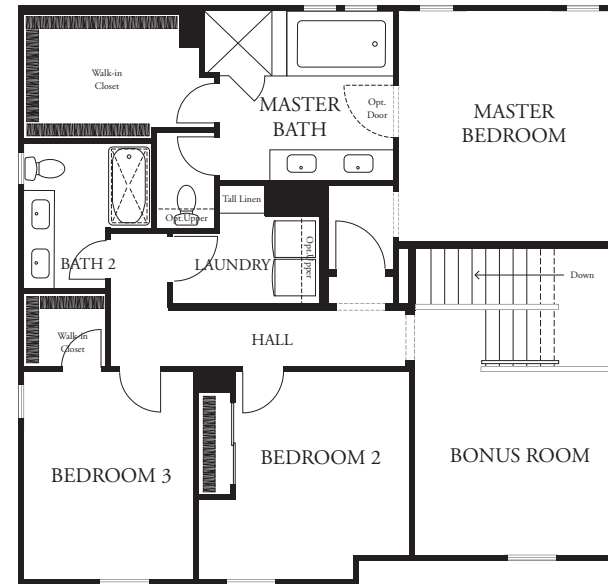 Walk-in
Closet
MASTER
BATH
Opt.
Door
MASTER
BEDROOM
Tall Linen
Opt.Upper
Opt.Upper
BATH 2
LAUNDRY
Down
Walk-in
Closet
HALL
BEDROOM 3
BEDROOM 2
BONUS ROOM